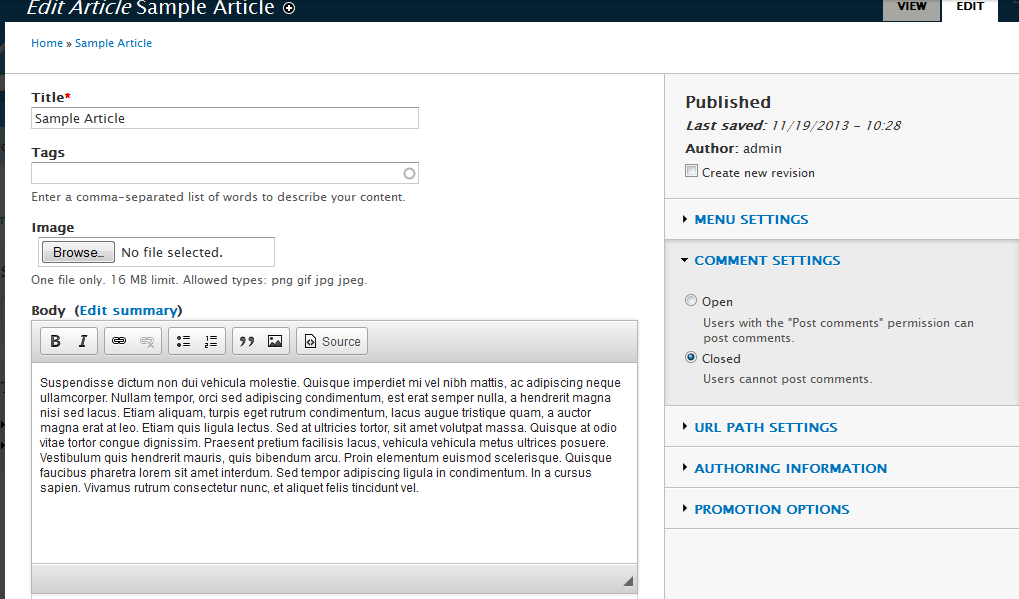 Edit Article Sample Article
VIEW
EDIT
Home » Sample Article
Title*
Sample Article
Tags
Enter a comma-separated list of words to describe your content.
Image
Browse.. No file selected.
One file only. 16 MB limit. Allowed types: png gif jpg jpeg.
Body (Edit summary)
B I Source
Suspendisse dictum non dui vehicula molestie. Quisque imperdiet mi vel nibh mattis, ac adipiscing neque
ullamcorper. Nullam tempor, orci sed adipiscing condimentum, est erat semper nulla, a hendrerit magna
nisi sed lacus. Etiam aliquam, turpis eget rutrum condimentum, lacus augue tristique quam, a auctor
magna erat at leo. Etiam quis ligula lectus. Sed at ultricies tortor, sit amet volutpat massa. Quisque at odio
vitae tortor congue dignissim. Praesent pretium facilisis lacus, vehicula vehicula metus ultrices posuere.
Vestibulum quis hendrerit mauris, quis bibendum arcu. Proin elementum euismod scelerisque. Quisque
faucibus pharetra lorem sit amet interdum. Sed tempor adipiscing ligula in condimentum. In a cursus
sapien. Vivamus rutrum consectetur nunc, et aliquet felis tincidunt vel.
Published
Last saved: 11/19/2013 - 10:28
Author: admin
Create new revision
MENU SETTINGS
COMMENT SETTINGS
Open
Users with the "Post comments" permission can
post comments.
Closed
Users cannot post comments.
URL PATH SETTINGS
AUTHORING INFORMATION
PROMOTION OPTIONS